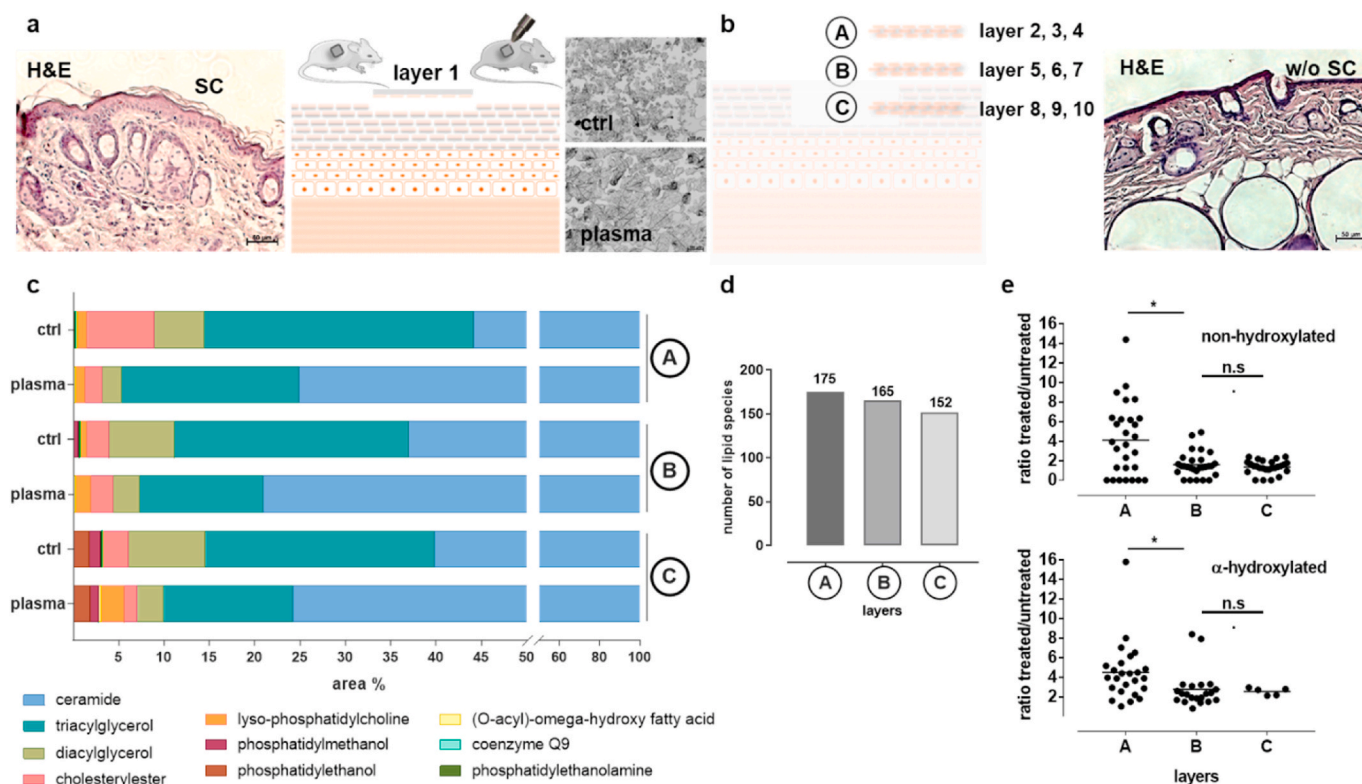 a
H&E
SC
layer 1
ctrl
plasma
50 µm
b
A layer 2, 3, 4
B layer 5, 6, 7
C layer 8, 9, 10
H&E
w/o SC
50 µm
c
ctrl
plasma
A
ctrl
plasma
B
ctrl
plasma
C
5 10 15 20 25 30 35 40 45 50 60 80 100
area %
ceramide
triacylglycerol
diacylglycerol
cholesterylester
lyso-phosphatidylcholine
phosphatidylmethanol
phosphatidylethanol
(O-acyl)-omega-hydroxy fatty acid
coenzyme Q9
phosphatidylethanolamine
d
number of lipid species
200
150
100
50
0
175
165
152
A B C
layers
e
ratio treated/untreated
16
14
12
10
8
6
4
2
0
*
non-hydroxylated
n.s
A B C
ratio treated/untreated
16
14
12
10
8
6
4
2
*
α-hydroxylated
n.s
A B C
layers